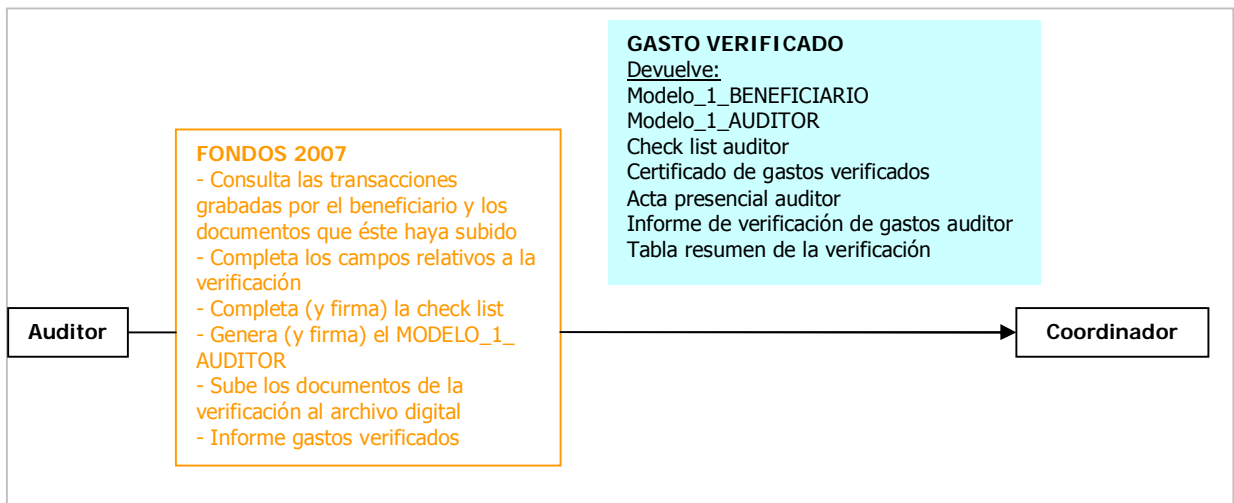 GASTO VERIFICADO
Devuelve:
Modelo_1_BENEFICIARIO
Modelo_1_AUDITOR
Check list auditor
Certificado de gastos verificados
Acta presencial auditor
Informe de verificación de gastos auditor
Tabla resumen de la verificación
FONDOS 2007
- Consulta las transacciones
grabadas por el beneficiario y los
documentos que éste haya subido
- Completa los campos relativos a la
verificación
- Completa (y firma) la check list
- Genera (y firma) el MODELO_1_
AUDITOR
- Sube los documentos de la
verificación al archivo digital
- Informe gastos verificados
Auditor
Coordinador